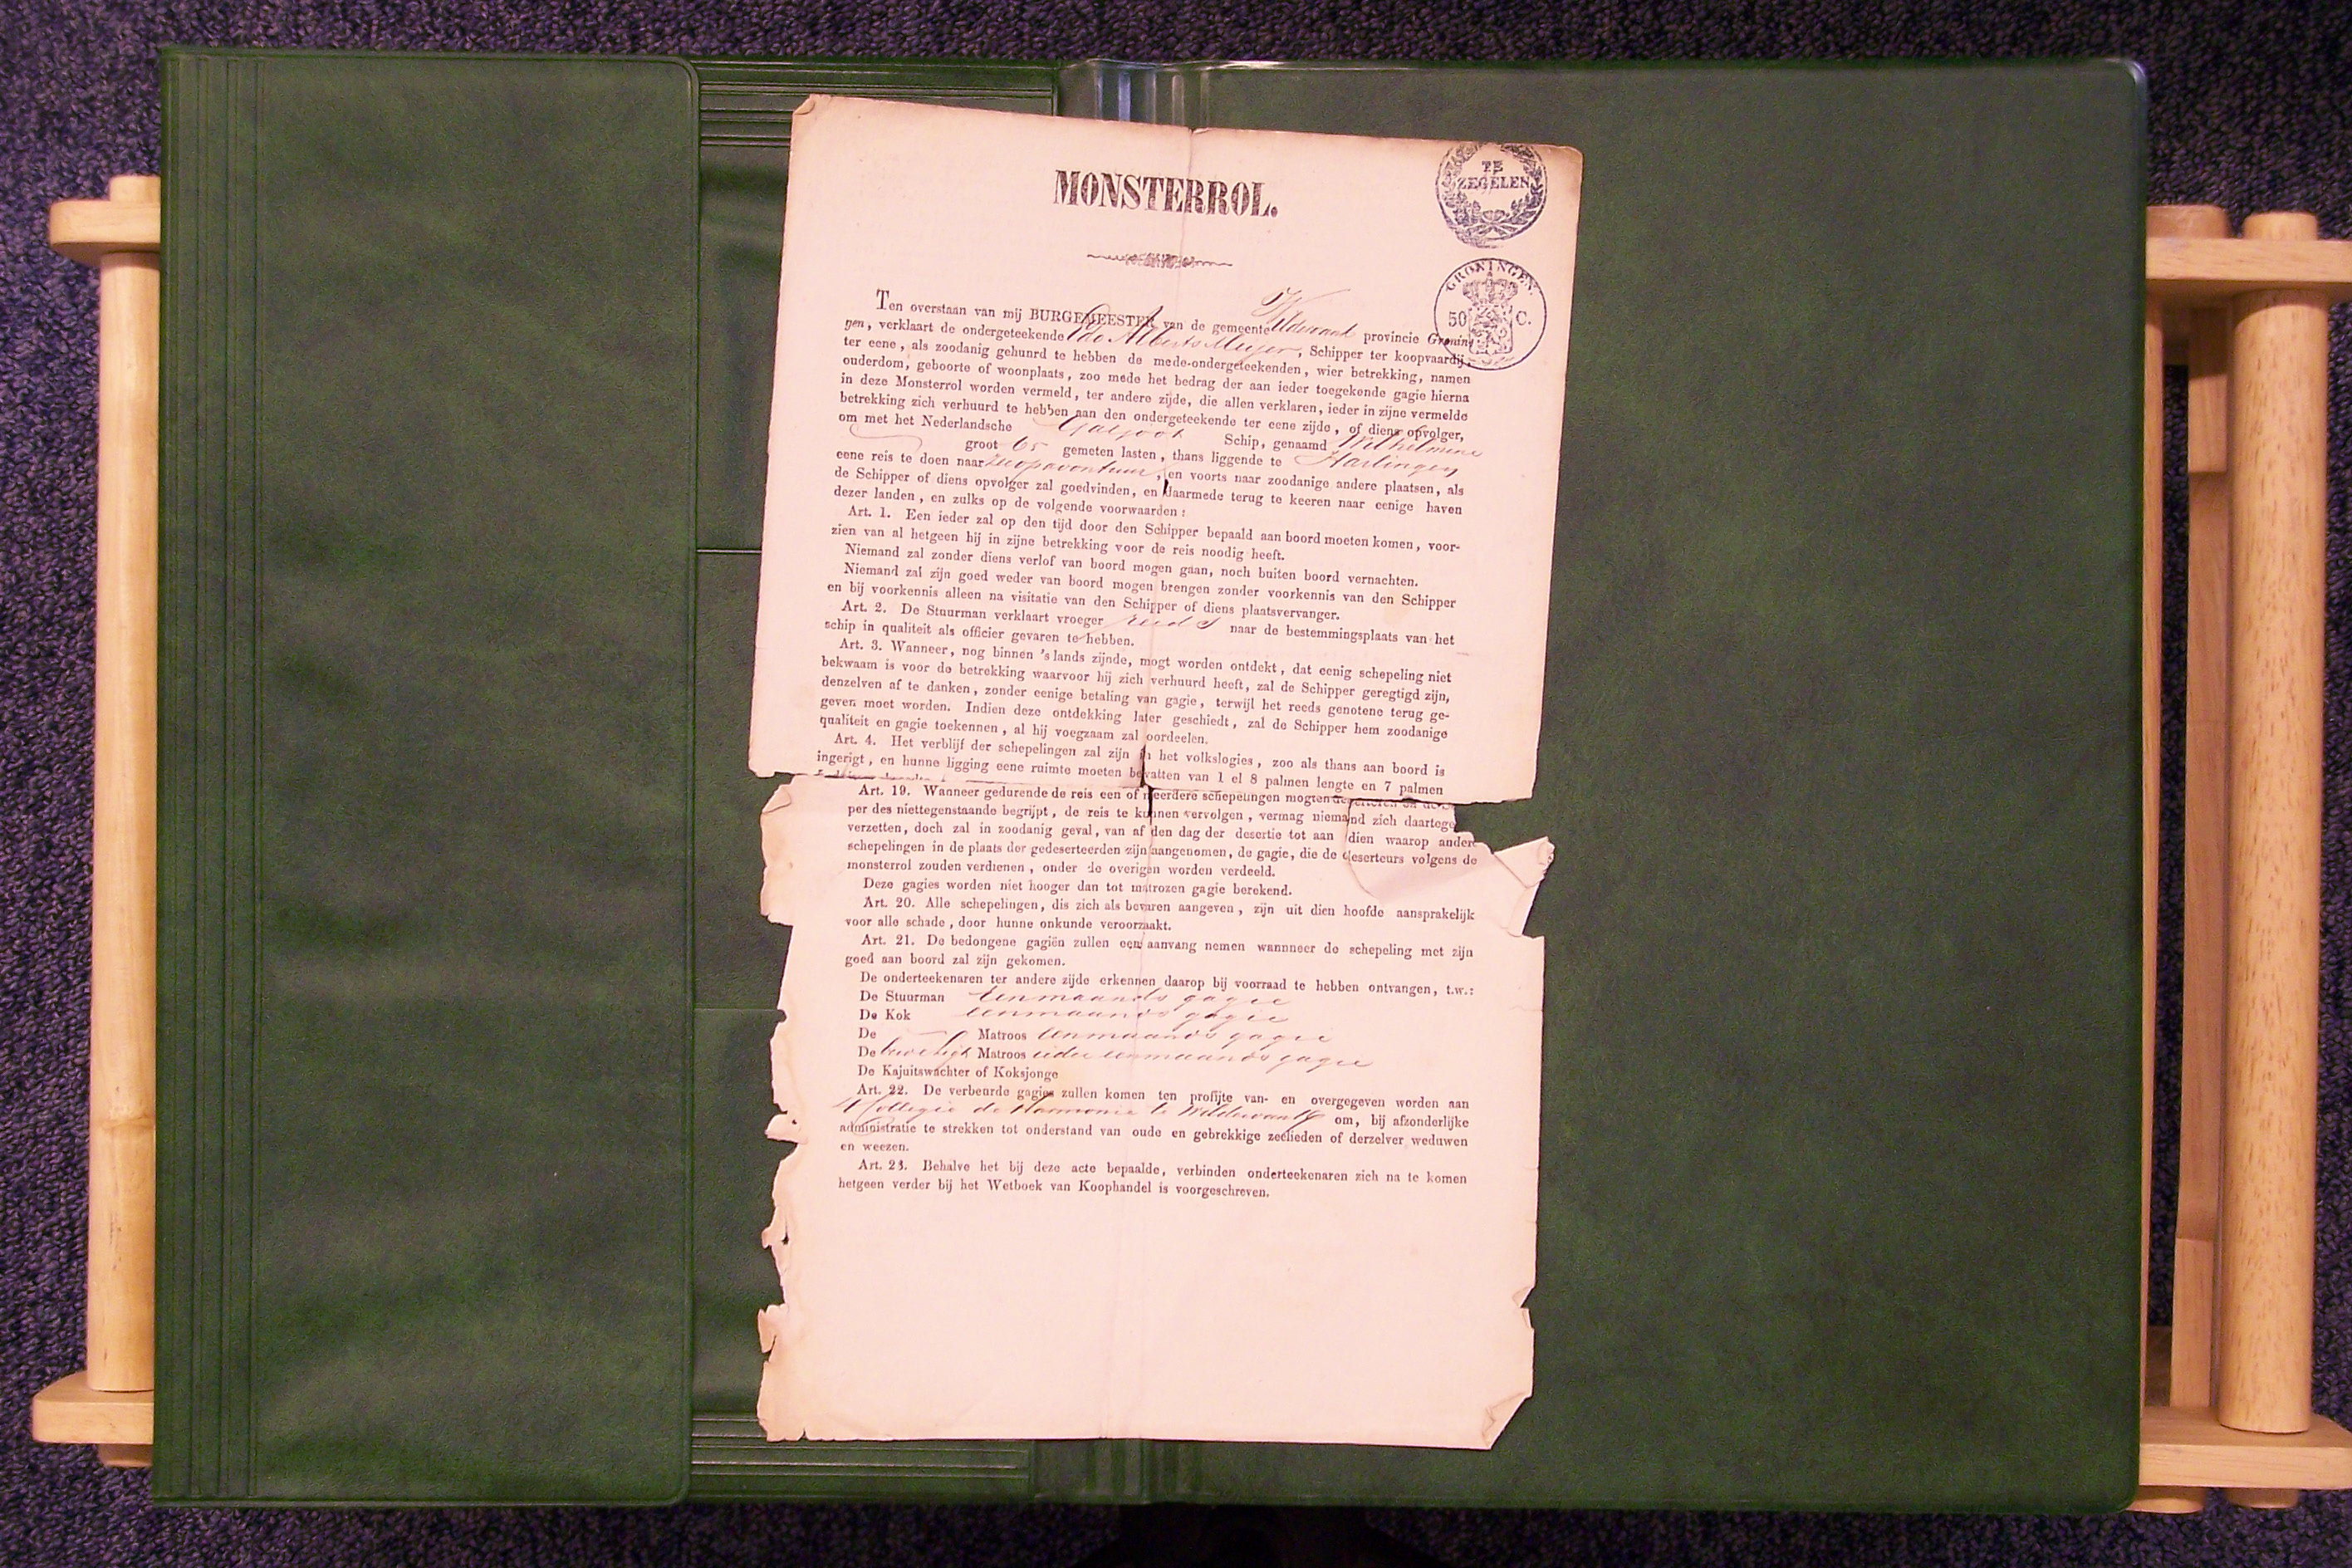 MONSTERROL.
TE
ZEGELEN
GRONINGEN.
50 C.
Ten overstaan van mij BURGEMEESTER van de gemeente Wildervank provincie Gronin
gen, verklaart de ondergeteekende Alberts Meijer, Schipper ter koopvaardij,
ter eene, als zoodanig gehuurd te hebben de mede-ondergeteekenden, wier betrekking, namen
ouderdom, geboorte of woonplaats, zoo mede het bedrag der aan ieder toegekende gagie hierna
in deze Monsterrol worden vermeld, ter andere zijde, die allen verklaren, ieder in zijne vermelde
betrekking zich verhuurd te hebben aan den ondergeteekende ter eene zijde, of diens opvolger,
om met het Nederlandsche Galjoot Schip, genaamd Wilhelmina
groot 65 gemeten lasten, thans liggende te Harlingen
eene reis te doen naar zeeopavontuur, en voorts naar zoodanige andere plaatsen, als
de Schipper of diens opvolger zal goedvinden, en daarmede terug te keeren naar eenige haven
dezer landen, en zulks op de volgende voorwaarden:
Art. 1. Een ieder zal op den tijd door den Schipper bepaald aan boord moeten komen, voor-
zien van al hetgeen hij in zijne betrekking voor de reis noodig heeft.
Niemand zal zonder diens verlof van boord mogen gaan, noch buiten boord vernachten.
Niemand zal zijn goed weder van boord mogen brengen zonder voorkennis van den Schipper
en bij voorkennis alleen na visitatie van den Schipper of diens plaatsvervanger.
Art. 2. De Stuurman verklaart vroeger reeds naar de bestemmingsplaats van het
schip in qualiteit als officier gevaren te hebben.
Art. 3. Wanneer, nog binnen 's lands zijnde, mogt worden ontdekt, dat eenig schepeling niet
bekwaam is voor de betrekking waarvoor hij zich verhuurd heeft, zal de Schipper geregtigd zijn,
denzelven af te danken, zonder eenige betaling van gagie, terwijl het reeds genotene terug ge-
geven moet worden. Indien deze ontdekking later geschiedt, zal de Schipper hem zoodanige
qualiteit en gagie toekennen, al hij voegzaam zal oordeelen.
Art. 4. Het verblijf der schepelingen zal zijn in het volkslogies, zoo als thans aan boord is
ingerigt, en hunne ligging eene ruimte moeten bevatten van 1 el 8 palmen lengte en 7 palmen
Art. 19. Wanneer gedurende de reis een of meerdere schepelingen mogten
per des niettegenstaande begrijpt, de reis te kunnen vervolgen, vermag niemand zich daartege
verzetten, doch zal in zoodanig geval, van af den dag der desertie tot aan dien waarop andere
schepelingen in de plaats der gedeserteerden zijn aangenomen, de gagie, die de deserteurs volgens de
monsterrol zouden verdienen, onder de overigen worden verdeeld.
Deze gagies worden niet hooger dan tot matrozen gagie berekend.
Art. 20. Alle schepelingen, dis zich als bevaren aangeven, zijn uit dien hoofde aansprakelijk
voor alle schade, door hunne onkunde veroorzaakt.
Art. 21. De bedongene gagiën zullen een aanvang nemen wannneer de schepeling met zijn
goed aan boord zal zijn gekomen.
De onderteekenaren ter andere zijde erkennen daarop bij voorraad te hebben ontvangen, t.w.:
De Stuurman eenmaands gagie
De Kok eenmaands gagie
De Matroos eenmaands gagie
De Matroos ieder eenmaands gagie
De Kajuitswachter of Koksjonge
Art. 22. De verbeurde gagies zullen komen ten profijte van- en overgegeven worden aan
't Collegie de Harmonie te Wildervank om, bij afzonderlijke
administratie te strekken tot onderstand van oude en gebrekkige zeelieden of derzelver weduwen
en weezen.
Art. 23. Behalve het bij deze acte bepaalde, verbinden onderteekenaren zich na te komen
hetgeen verder bij het Wetboek van Koophandel is voorgeschreven.